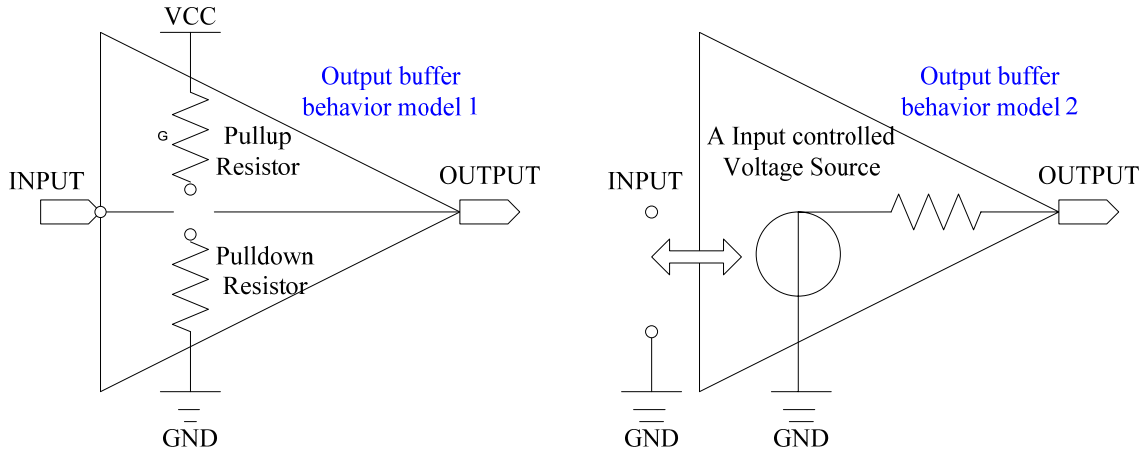 VCC
Output buffer
behavior model 1
G
Pullup
Resistor
INPUT
OUTPUT
Pulldown
Resistor
GND
Output buffer
behavior model 2
A Input controlled
Voltage Source
INPUT
OUTPUT
GND
GND